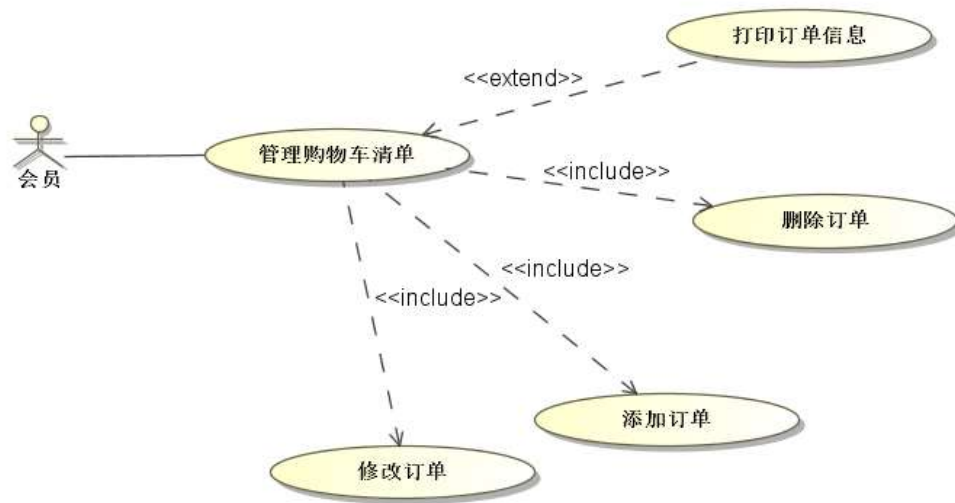 打印订单信息
<<extend>>
管理购物车清单
会员
<<include>>
删除订单
<<include>>
<<include>>
添加订单
修改订单